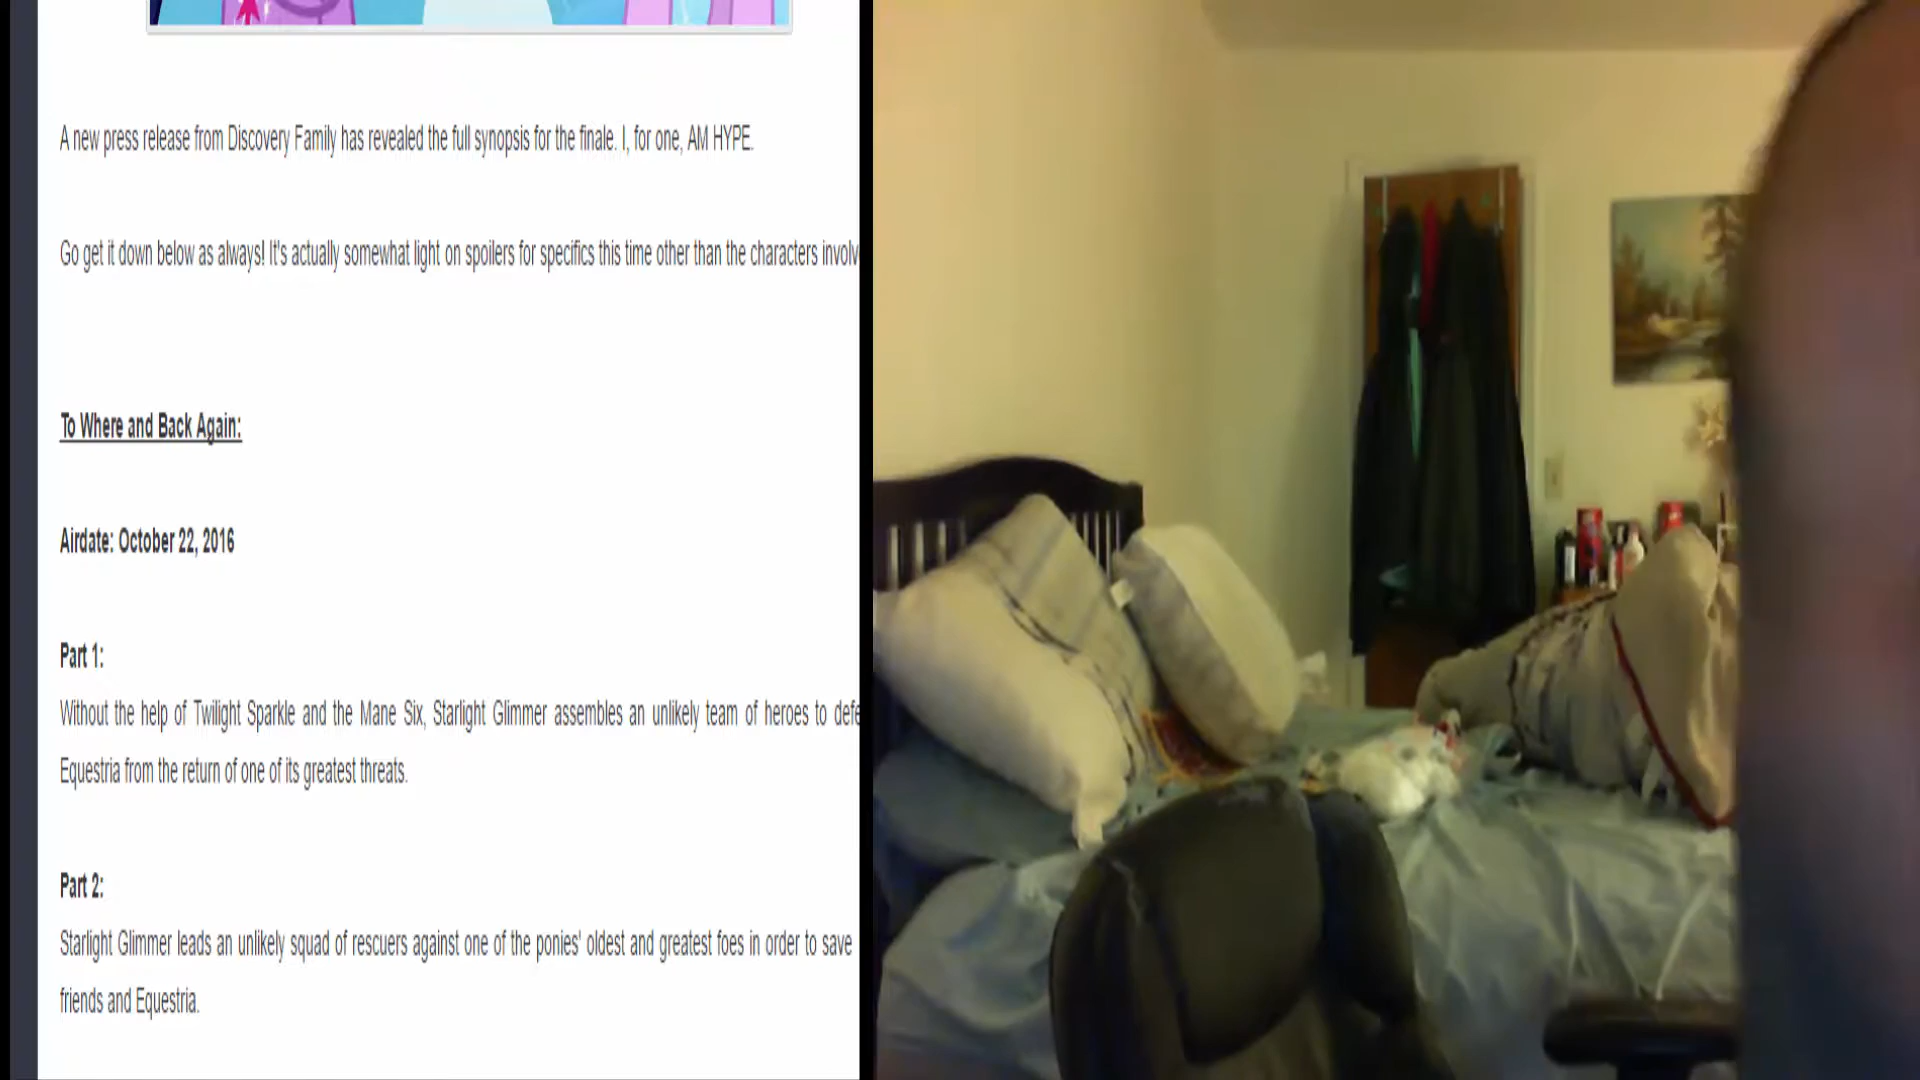 A new press release from Discovery Family has revealed the full synopsis for the finale. I, for one, AM HYPE.
Go get it down below as always! It's actually somewhat light on spoilers for specifics this time other than the characters
To Where and Back Again:
Airdate: October 22, 2016
Part 1:
Without the help of Twilight Sparkle and the Mane Six, Starlight Glimmer assembles an unlikely team of heroes to
Equestria from the return of one of its greatest threats.
Part 2:
Starlight Glimmer leads an unlikely squad of rescuers against one of the ponies' oldest and greatest foes in order to save
friends and Equestria.